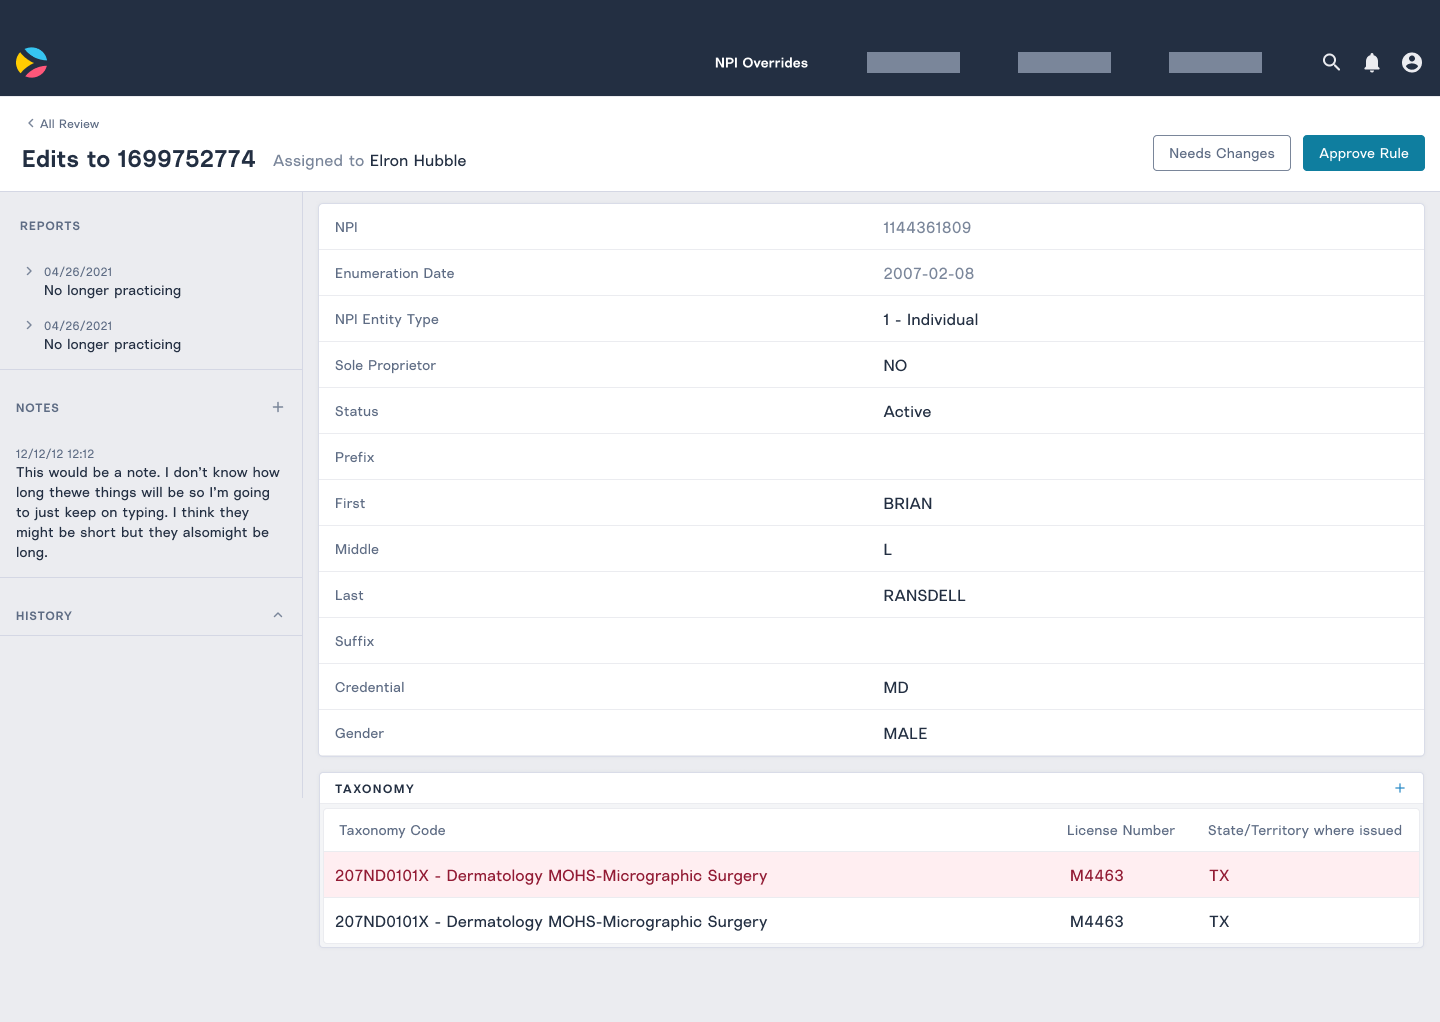 NPI Overrides
All Review
Edits to 1699752774 Assigned to Elron Hubble
Needs Changes
Approve Rule
REPORTS
04/26/2021
No longer practicing
04/26/2021
No longer practicing
NOTES
12/12/12 12:12
This would be a note. I don't know how
long thewe things will be so I'm going
to just keep on typing. I think they
might be short but they alsomight be
long.
HISTORY
NPI 1144361809
Enumeration Date 2007-02-08
NPI Entity Type 1 - Individual
Sole Proprietor NO
Status Active
Prefix
First BRIAN
Middle L
Last RANSDELL
Suffix
Credential MD
Gender MALE
TAXONOMY
Taxonomy Code License Number State/Territory where issued
207ND0101X - Dermatology MOHS-Micrographic Surgery M4463 TX
207ND0101X - Dermatology MOHS-Micrographic Surgery M4463 TX